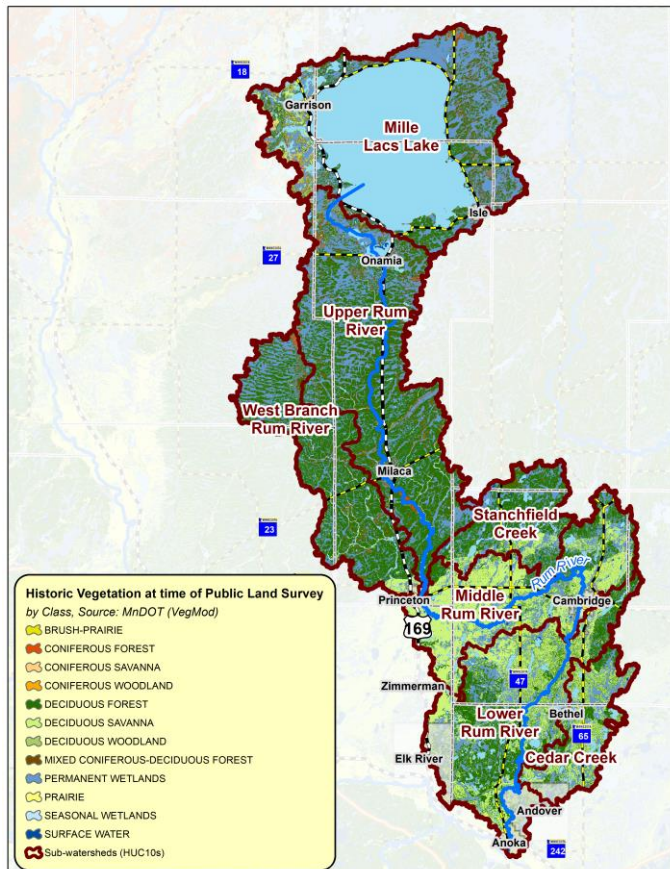 18
Garrison
Mille
Lacs Lake
Isle
27
Onamia
Upper Rum
River
West Branch
Rum River
Milaca
23
Stanchfield
Creek
Rum River
Princeton
Middle
Rum River
Cambridge
169
Zimmerman
47
Lower
Rum River
Bethel
65
Elk River
Cedar Creek
Andover
Anoka
242
Historic Vegetation at time of Public Land Survey
by Class, Source: MnDOT (VegMod)
BRUSH-PRAIRIE
CONIFEROUS FOREST
CONIFEROUS SAVANNA
CONIFEROUS WOODLAND
DECIDUOUS FOREST
DECIDUOUS SAVANNA
DECIDUOUS WOODLAND
MIXED CONIFEROUS-DECIDUOUS FOREST
PERMANENT WETLANDS
PRAIRIE
SEASONAL WETLANDS
SURFACE WATER
Sub-watersheds (HUC10s)